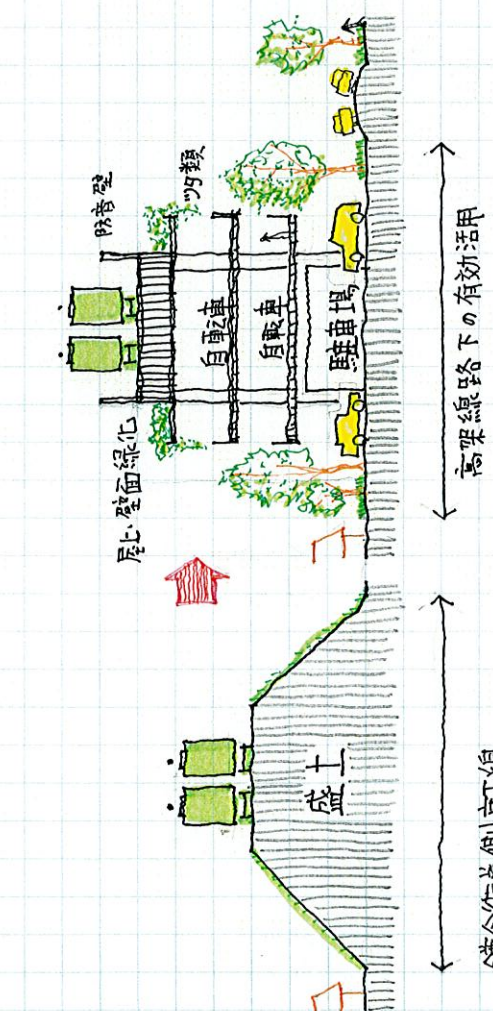 防音壁
ツタ類
屋上・壁面緑化
自転車
自転車
駐車場
高架線路下の有効活用
盛土